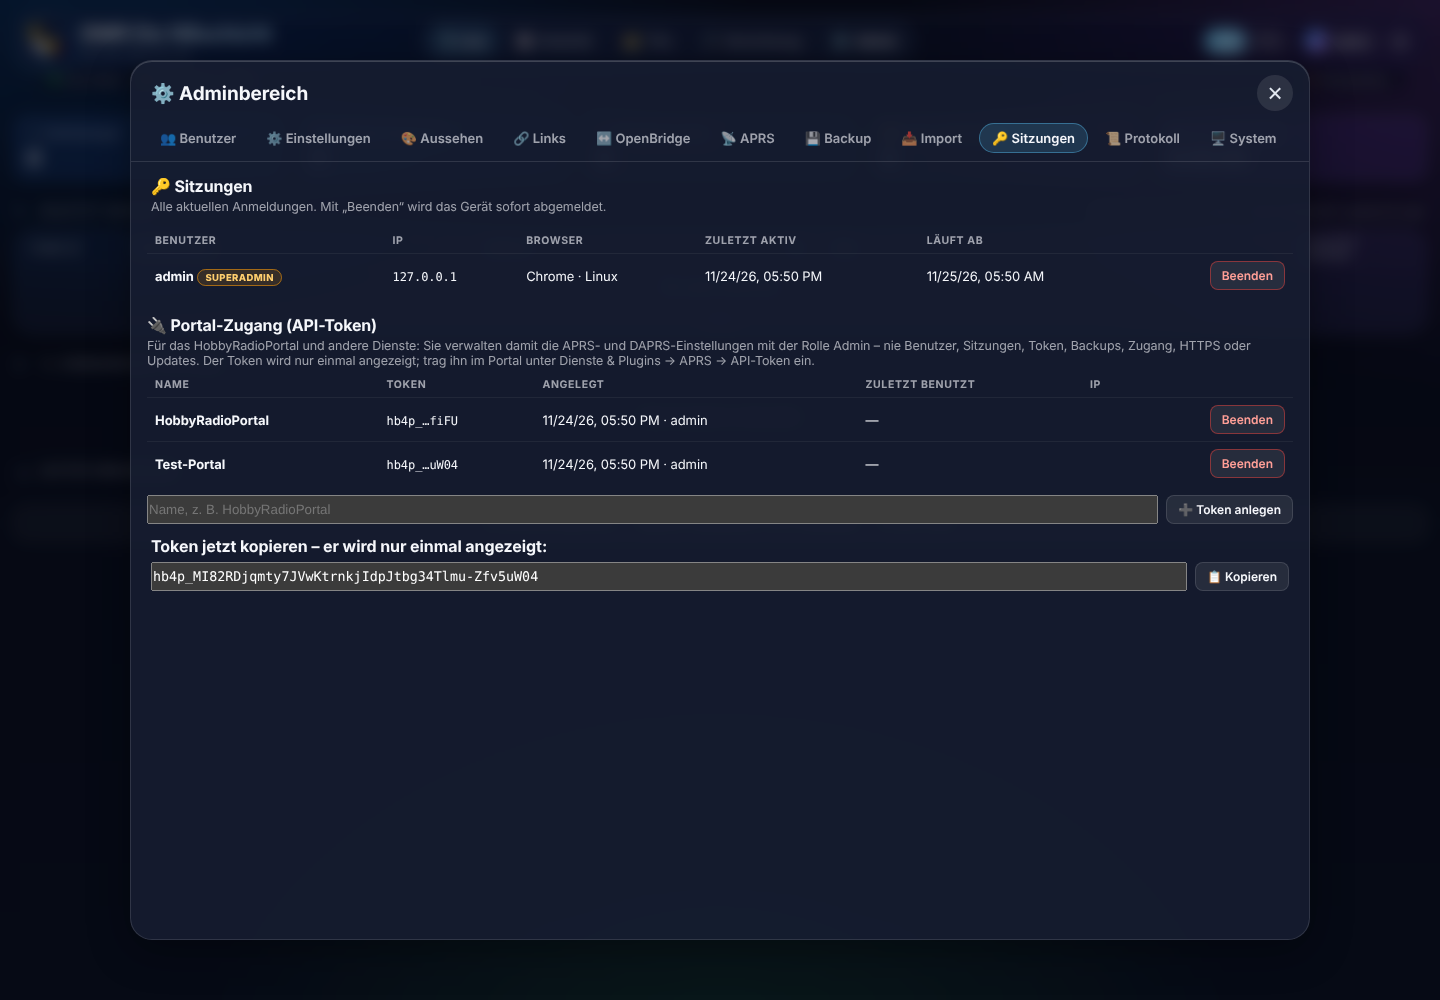 Adminbereich
Benutzer Einstellungen Aussehen Links OpenBridge APRS Backup Import Sitzungen Protokoll System
Sitzungen
Alle aktuellen Anmeldungen. Mit „Beenden“ wird das Gerät sofort abgemeldet.
BENUTZER IP BROWSER ZULETZT AKTIV LÄUFT AB
admin SUPERADMIN 127.0.0.1 Chrome · Linux 11/24/26, 05:50 PM 11/25/26, 05:50 AM Beenden
Portal-Zugang (API-Token)
Für das HobbyRadioPortal und andere Dienste: Sie verwalten damit die APRS- und DAPRS-Einstellungen mit der Rolle Admin – nie Benutzer, Sitzungen, Token, Backups, Zugang, HTTPS oder
Updates. Der Token wird nur einmal angezeigt; trag ihn im Portal unter Dienste & Plugins → APRS → API-Token ein.
NAME TOKEN ANGELEGT ZULETZT BENUTZT IP
HobbyRadioPortal hb4p_…fiFU 11/24/26, 05:50 PM · admin — Beenden
Test-Portal hb4p_…uW04 11/24/26, 05:50 PM · admin — Beenden
Name, z. B. HobbyRadioPortal Token anlegen
Token jetzt kopieren – er wird nur einmal angezeigt:
hb4p_MI82RDjqmty7JVwKtrnkjIdpJtbg34Tlmu-Zfv5uW04 Kopieren